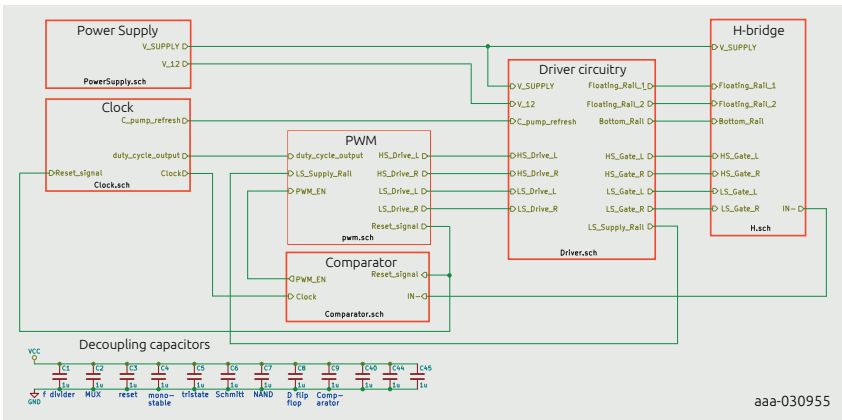 Power Supply
V_SUPPLY
V_12
PowerSupply.sch
Clock
C_pump_refresh
duty_cycle_output
Reset_signal
Clock
Clock.sch
PWM
duty_cycle_output
LS_Supply_Rail
PWM_EN
HS_Drive_L
HS_Drive_R
LS_Drive_L
LS_Drive_R
Reset_signal
pwm.sch
Comparator
Reset_signal
PWM_EN
Clock
IN-
Comparator.sch
Driver circuitry
V_SUPPLY
V_12
C_pump_refresh
HS_Drive_L
HS_Drive_R
LS_Drive_L
LS_Drive_R
Floating_Rail_1
Floating_Rail_2
Bottom_Rail
HS_Gate_L
HS_Gate_R
LS_Gate_L
LS_Gate_R
LS_Supply_Rail
Driver.sch
H-bridge
V_SUPPLY
Floating_Rail_1
Floating_Rail_2
Bottom_Rail
HS_Gate_L
HS_Gate_R
LS_Gate_L
LS_Gate_R
IN-
H.sch
Decoupling capacitors
VCC
C1 C2 C3 C4 C5 C6 C7 C8 C9 C40 C44 C45
1u 1u 1u 1u 1u 1u 1u 1u 1u 1u 1u 1u
GND
f divider
MUX
reset
mono-
stable
tristate
Schmitt
NAND
D flip
flop
Comp-
arator
aaa-030955